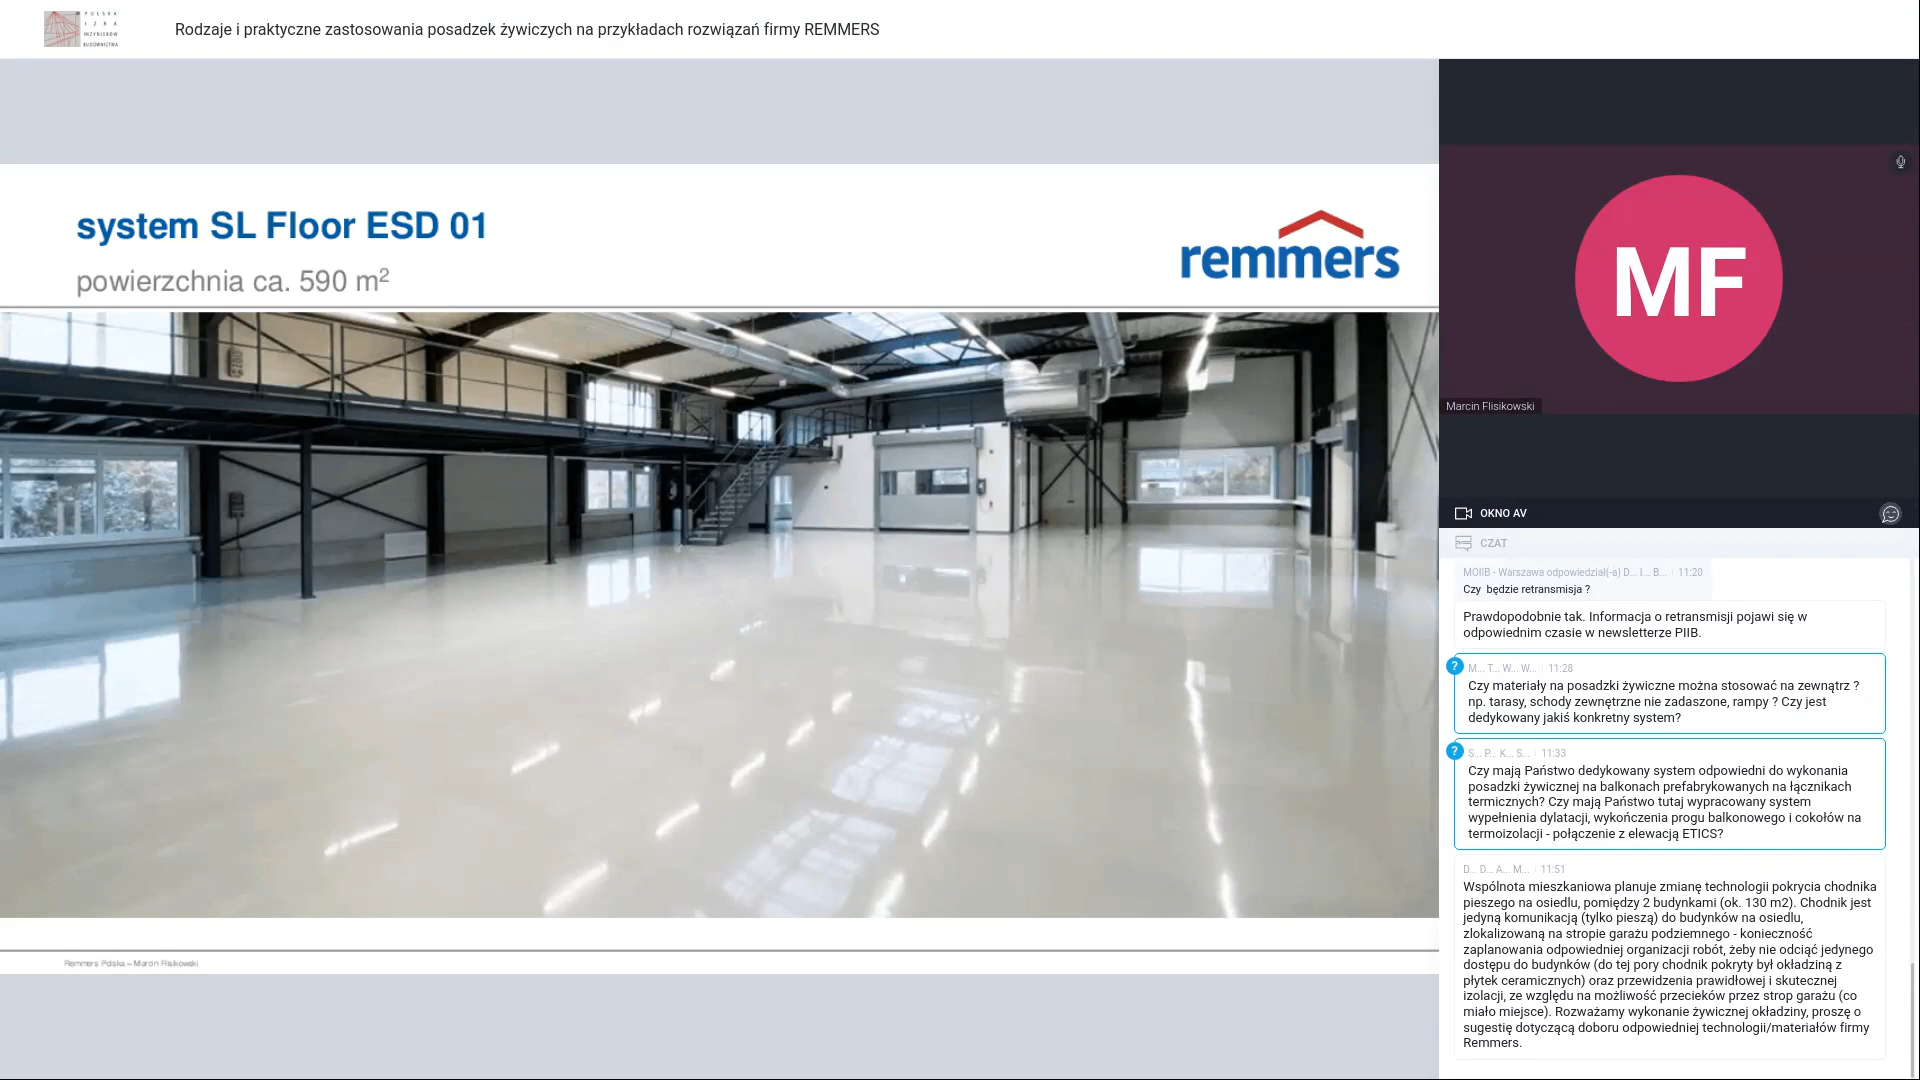 POLSKA
IZBA
INŻYNIERÓW
BUDOWNICTWA
Rodzaje i praktyczne zastosowania posadzek żywiczych na przykładach rozwiązań firmy REMMERS
system SL Floor ESD 01
powierzchnia ca. 590 m²
remmers
Remmers Polska – Marcin Flisikowski
MF
Marcin Flisikowski
OKNO AV
CZAT
MOIIB - Warszawa odpowiedział(-a) D... I... B... 11:20
Czy będzie retransmisja ?
Prawdopodobnie tak. Informacja o retransmisji pojawi się w
odpowiednim czasie w newsletterze PIIB.
? M... T... W... W... 11:28
Czy materiały na posadzki żywiczne można stosować na zewnątrz ?
np. tarasy, schody zewnętrzne nie zadaszone, rampy ? Czy jest
dedykowany jakiś konkretny system?
? S... P... K... S... 11:33
Czy mają Państwo dedykowany system odpowiedni do wykonania
posadzki żywicznej na balkonach prefabrykowanych na łącznikach
termicznych? Czy mają Państwo tutaj wypracowany system
wypełnienia dylatacji, wykończenia progu balkonowego i cokołów na
termoizolacji - połączenie z elewacją ETICS?
D... D... A... M... 11:51
Wspólnota mieszkaniowa planuje zmianę technologii pokrycia chodnika
pieszego na osiedlu, pomiędzy 2 budynkami (ok. 130 m2). Chodnik jest
jedyną komunikacją (tylko pieszą) do budynków na osiedlu,
zlokalizowaną na stropie garażu podziemnego - konieczność
zaplanowania odpowiedniej organizacji robót, żeby nie odciąć jedynego
dostępu do budynków (do tej pory chodnik pokryty był okładziną z
płytek ceramicznych) oraz przewidzenia prawidłowej i skutecznej
izolacji, ze względu na możliwość przecieków przez strop garażu (co
miało miejsce). Rozważamy wykonanie żywicznej okładziny, proszę o
sugestię dotyczącą doboru odpowiedniej technologii/materiałów firmy
Remmers.